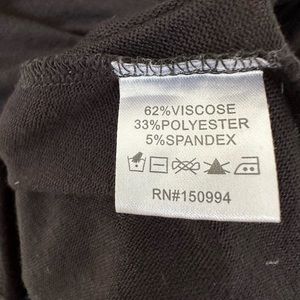 62%VISCOSE
33%POLYESTER
5%SPANDEX
RN#150994